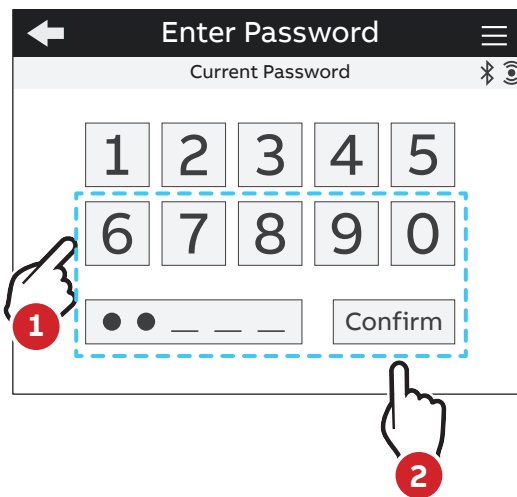 Enter Password
Current Password
1 2 3 4 5
6 7 8 9 0
● ● _ _ _ Confirm
1
2